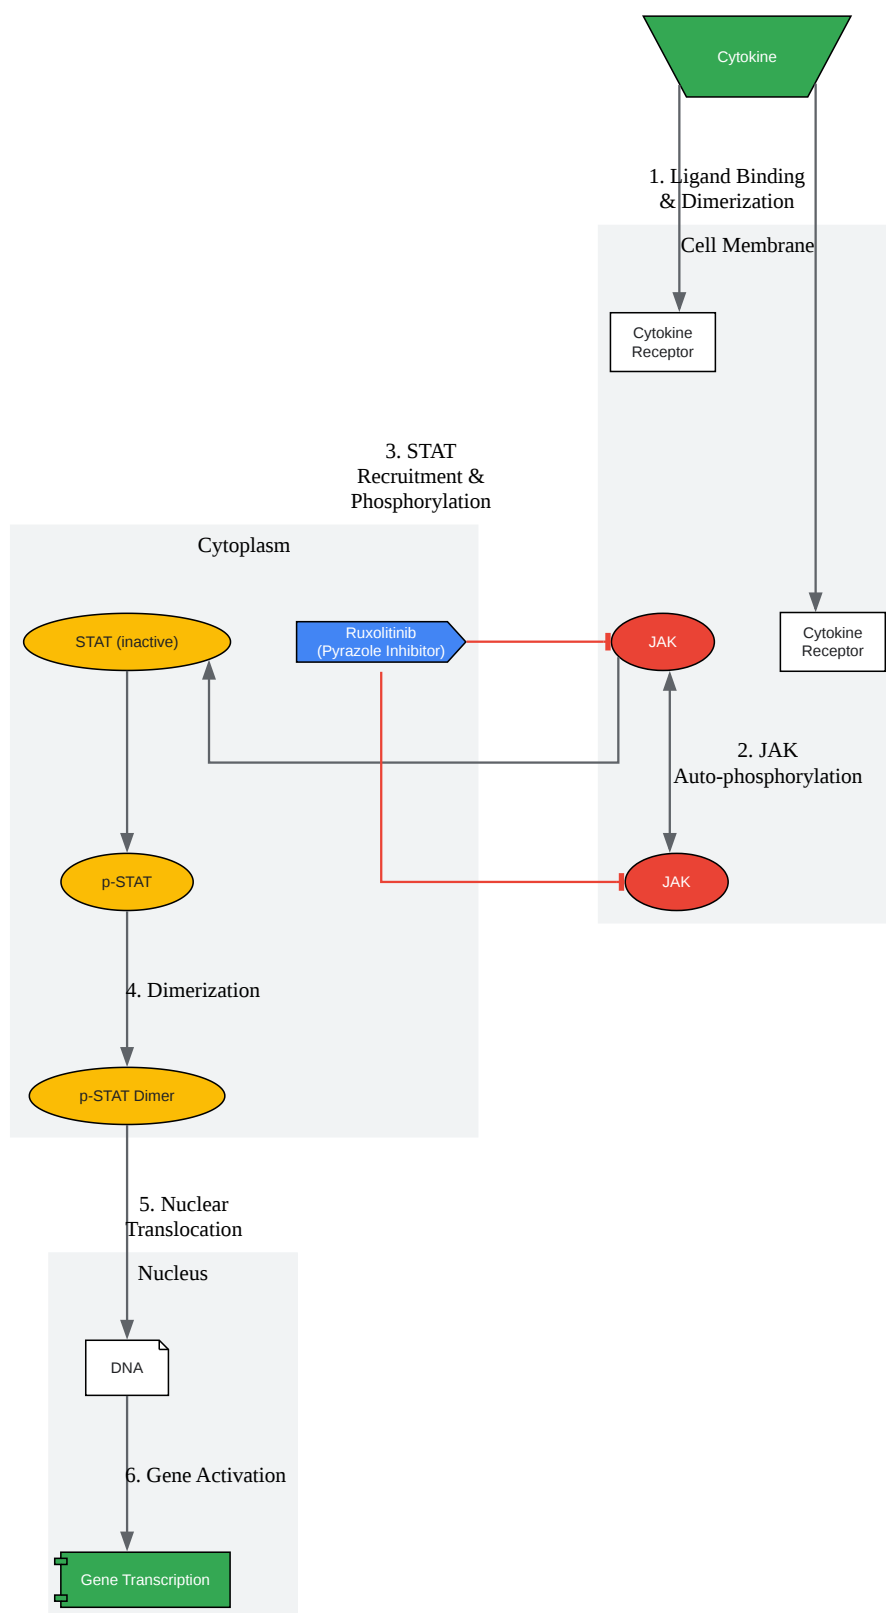 Cytokine
1. Ligand Binding
& Dimerization
Cell Membrane
Cytokine
Receptor
3. STAT
Recruitment &
Phosphorylation
Cytoplasm
STAT (inactive)
Ruxolitinib
(Pyrazole Inhibitor)
JAK
Cytokine
Receptor
2. JAK
Auto-phosphorylation
p-STAT
JAK
4. Dimerization
p-STAT Dimer
5. Nuclear
Translocation
Nucleus
DNA
6. Gene Activation
Gene Transcription